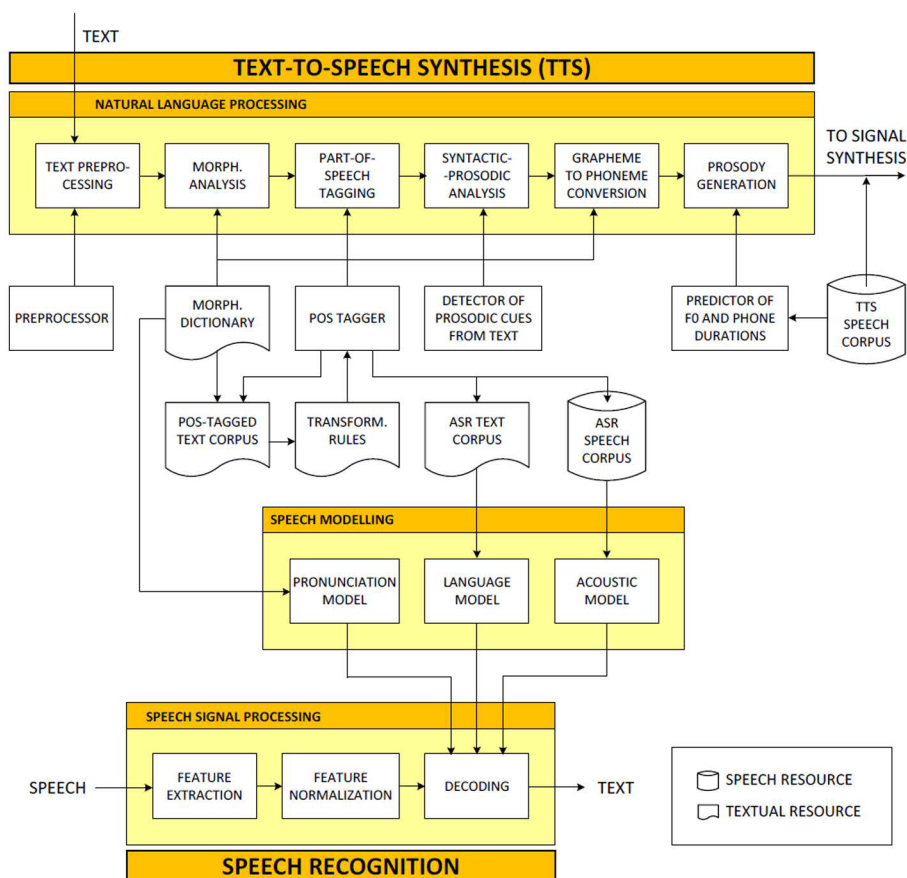 TEXT
TEXT-TO-SPEECH SYNTHESIS (TTS)
NATURAL LANGUAGE PROCESSING
TO SIGNAL
SYNTHESIS
TEXT PREPRO-
CESSING
MORPH.
ANALYSIS
PART-OF-
SPEECH
TAGGING
SYNTACTIC-
-PROSODIC
ANALYSIS
GRAPHEME
TO PHONEME
CONVERSION
PROSODY
GENERATION
PREPROCESSOR
MORPH.
DICTIONARY
POS TAGGER
DETECTOR OF
PROSODIC CUES
FROM TEXT
PREDICTOR OF
F0 AND PHONE
DURATIONS
TTS
SPEECH
CORPUS
POS-TAGGED
TEXT CORPUS
TRANSFORM.
RULES
ASR TEXT
CORPUS
ASR
SPEECH
CORPUS
SPEECH MODELLING
PRONUNCIATION
MODEL
LANGUAGE
MODEL
ACOUSTIC
MODEL
SPEECH SIGNAL PROCESSING
SPEECH
FEATURE
EXTRACTION
FEATURE
NORMALIZATION
DECODING
TEXT
SPEECH RESOURCE
TEXTUAL RESOURCE
SPEECH RECOGNITION